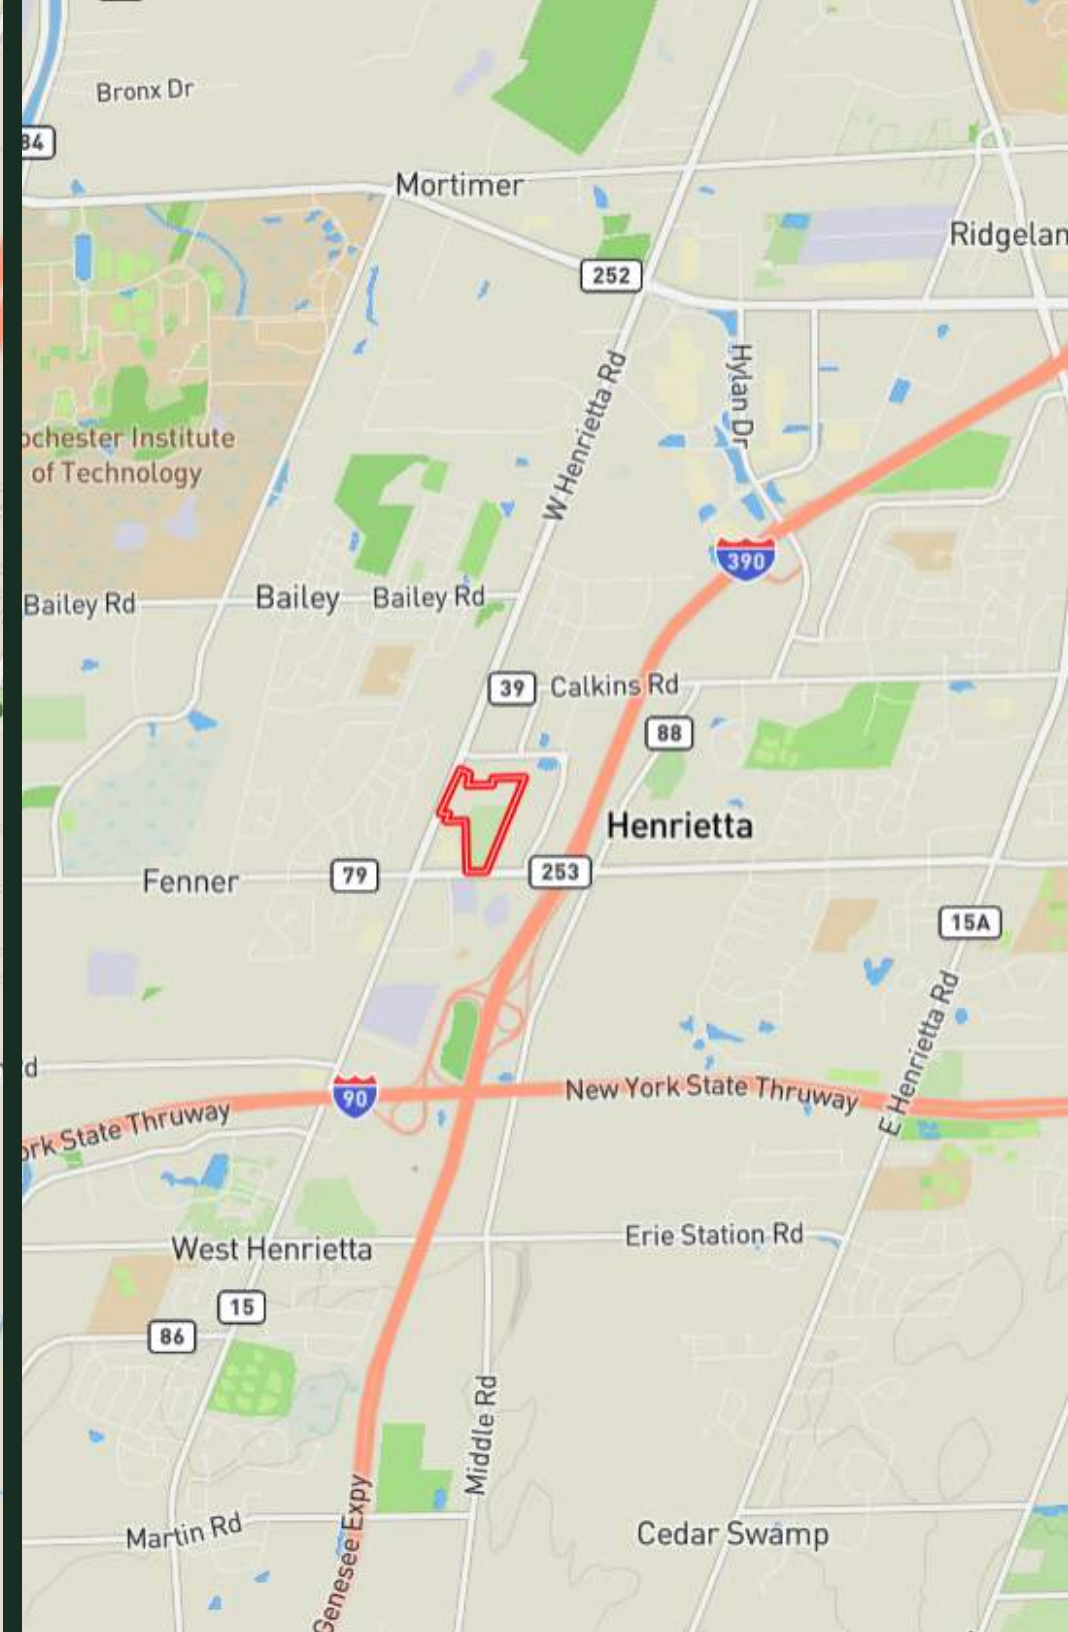 Bronx Dr
84
Mortimer
Ridgelan
252
W Henrietta Rd
Hylan Dr
ochester Institute
of Technology
390
Bailey Rd
Bailey
Bailey Rd
39
Calkins Rd
88
Henrietta
Fenner
79
253
15A
E Henrietta Rd
d
90
New York State Thruway
ork State Thruway
West Henrietta
Erie Station Rd
15
86
Middle Rd
Genesee Expy
Martin Rd
Cedar Swamp